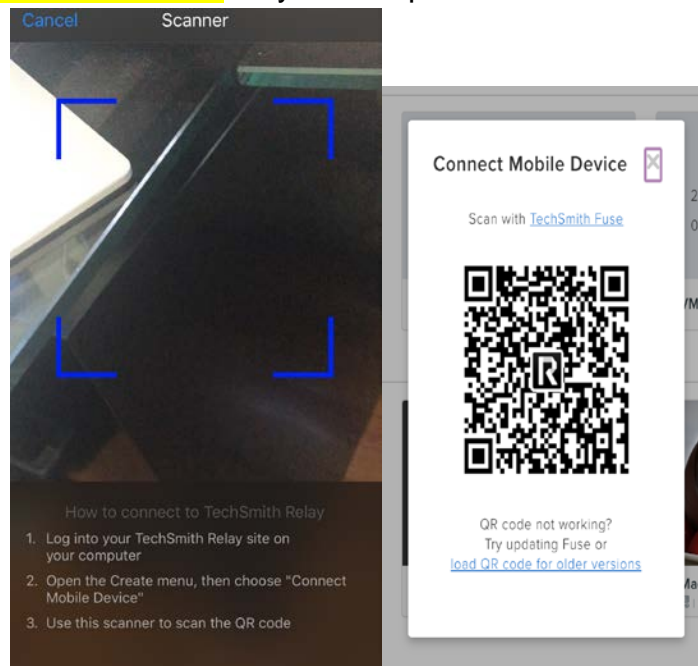 Cancel Scanner
How to connect to TechSmith Relay
1. Log into your TechSmith Relay site on
your computer
2. Open the Create menu, then choose "Connect
Mobile Device"
3. Use this scanner to scan the QR code
Connect Mobile Device
Scan with TechSmith Fuse
R
QR code not working?
Try updating Fuse or
load QR code for older versions